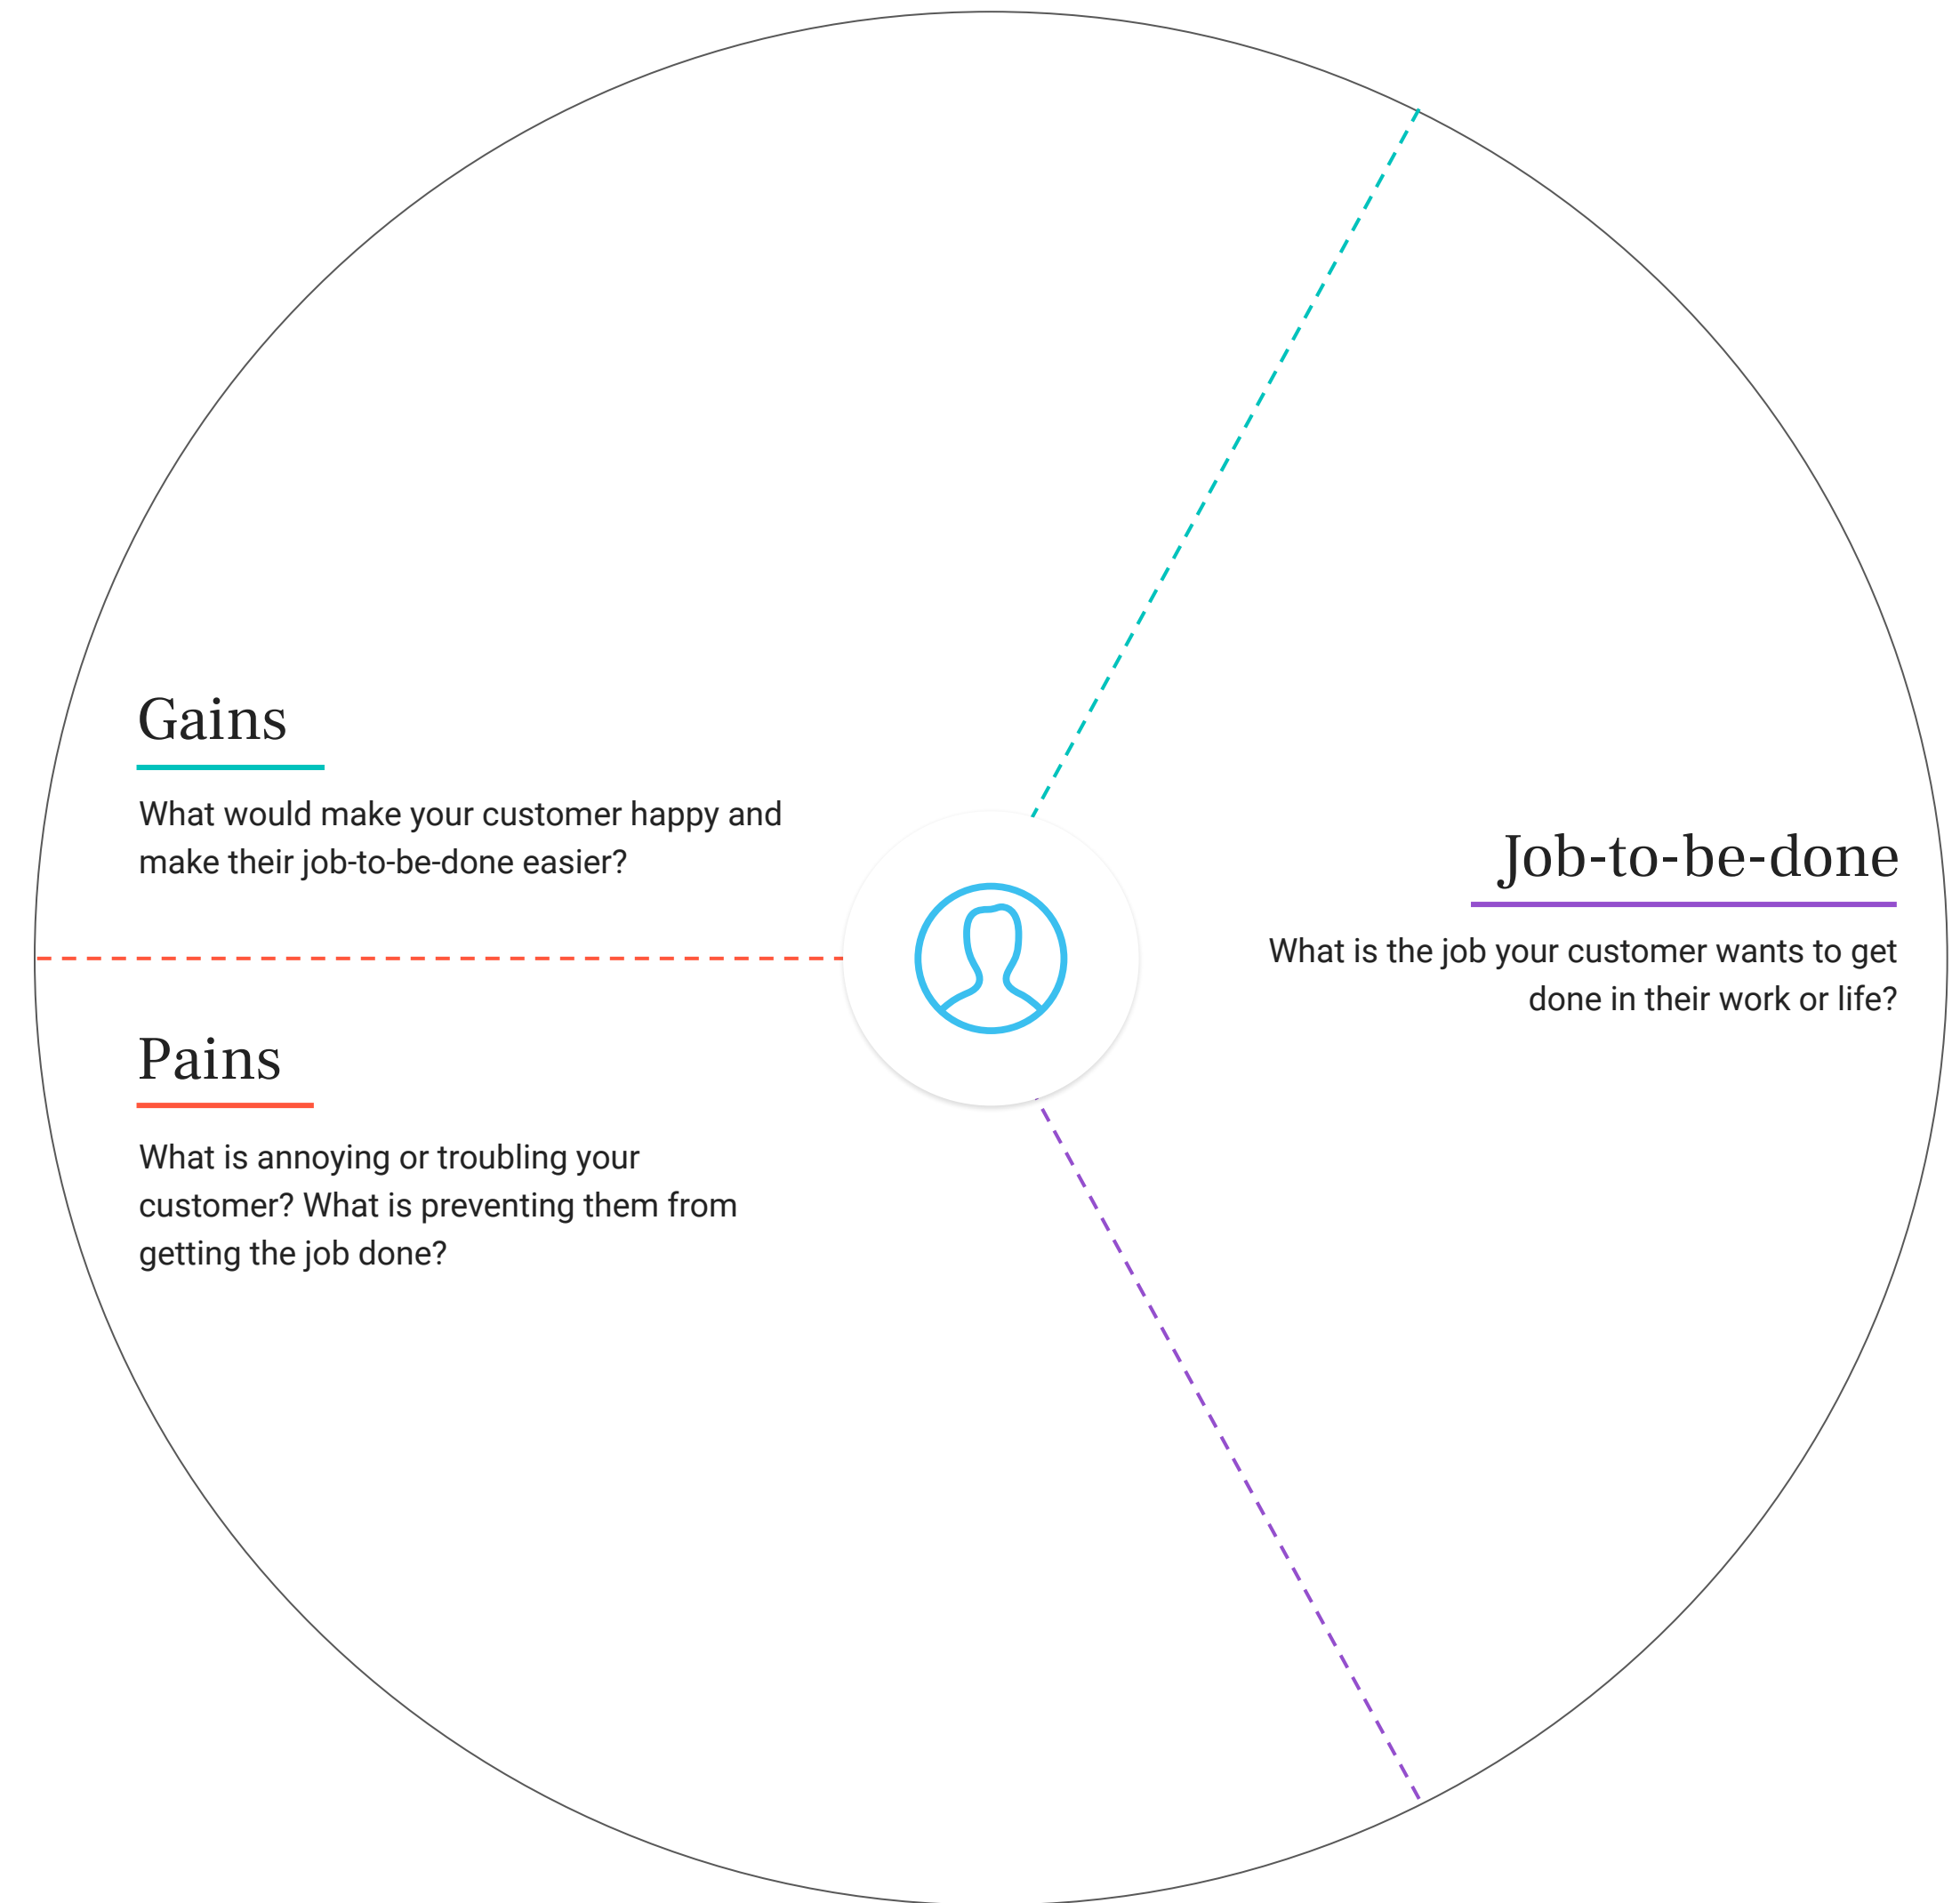 Gains
What would make your customer happy and
make their job-to-be-done easier?
Job-to-be-done
What is the job your customer wants to get
done in their work or life?
Pains
What is annoying or troubling your
customer? What is preventing them from
getting the job done?